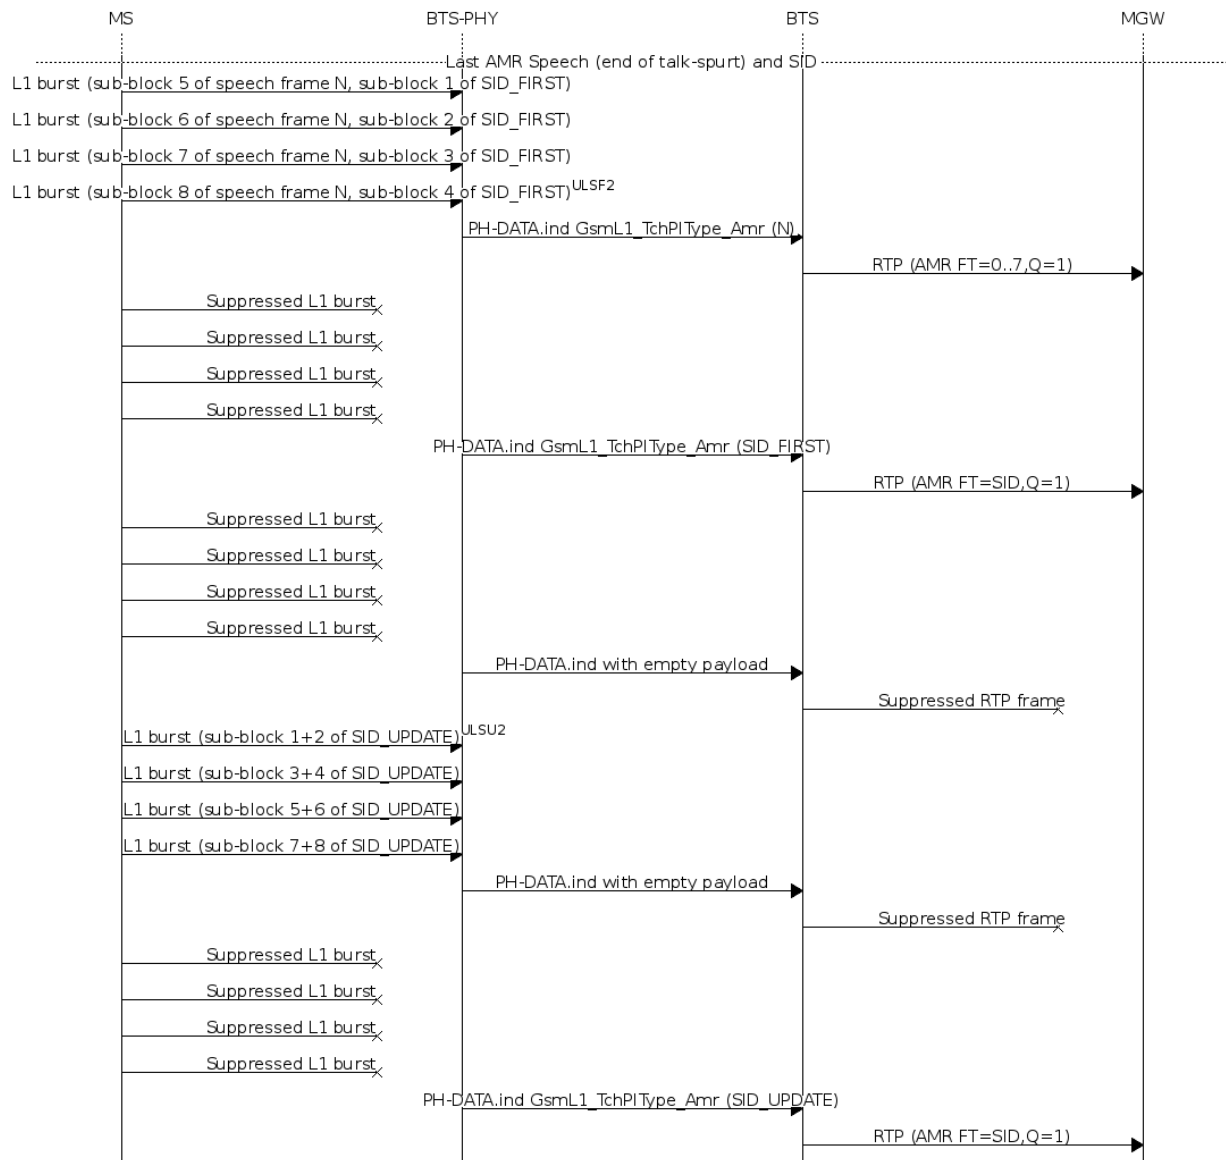 MS BTS-PHY BTS MGW
Last AMR Speech (end of talk-spurt) and SID
L1 burst (sub-block 5 of speech frame N, sub-block 1 of SID_FIRST)
L1 burst (sub-block 6 of speech frame N, sub-block 2 of SID_FIRST)
L1 burst (sub-block 7 of speech frame N, sub-block 3 of SID_FIRST)
L1 burst (sub-block 8 of speech frame N, sub-block 4 of SID_FIRST) ULSF2
PH-DATA.ind GsmL1_TchPlType_Amr (N)
RTP (AMR FT=0..7,Q=1)
Suppressed L1 burst
Suppressed L1 burst
Suppressed L1 burst
Suppressed L1 burst
PH-DATA.ind GsmL1_TchPlType_Amr (SID_FIRST)
RTP (AMR FT=SID,Q=1)
Suppressed L1 burst
Suppressed L1 burst
Suppressed L1 burst
Suppressed L1 burst
PH-DATA.ind with empty payload
Suppressed RTP frame
L1 burst (sub-block 1+2 of SID_UPDATE) ULSU2
L1 burst (sub-block 3+4 of SID_UPDATE)
L1 burst (sub-block 5+6 of SID_UPDATE)
L1 burst (sub-block 7+8 of SID_UPDATE)
PH-DATA.ind with empty payload
Suppressed RTP frame
Suppressed L1 burst
Suppressed L1 burst
Suppressed L1 burst
Suppressed L1 burst
PH-DATA.ind GsmL1_TchPlType_Amr (SID_UPDATE)
RTP (AMR FT=SID,Q=1)